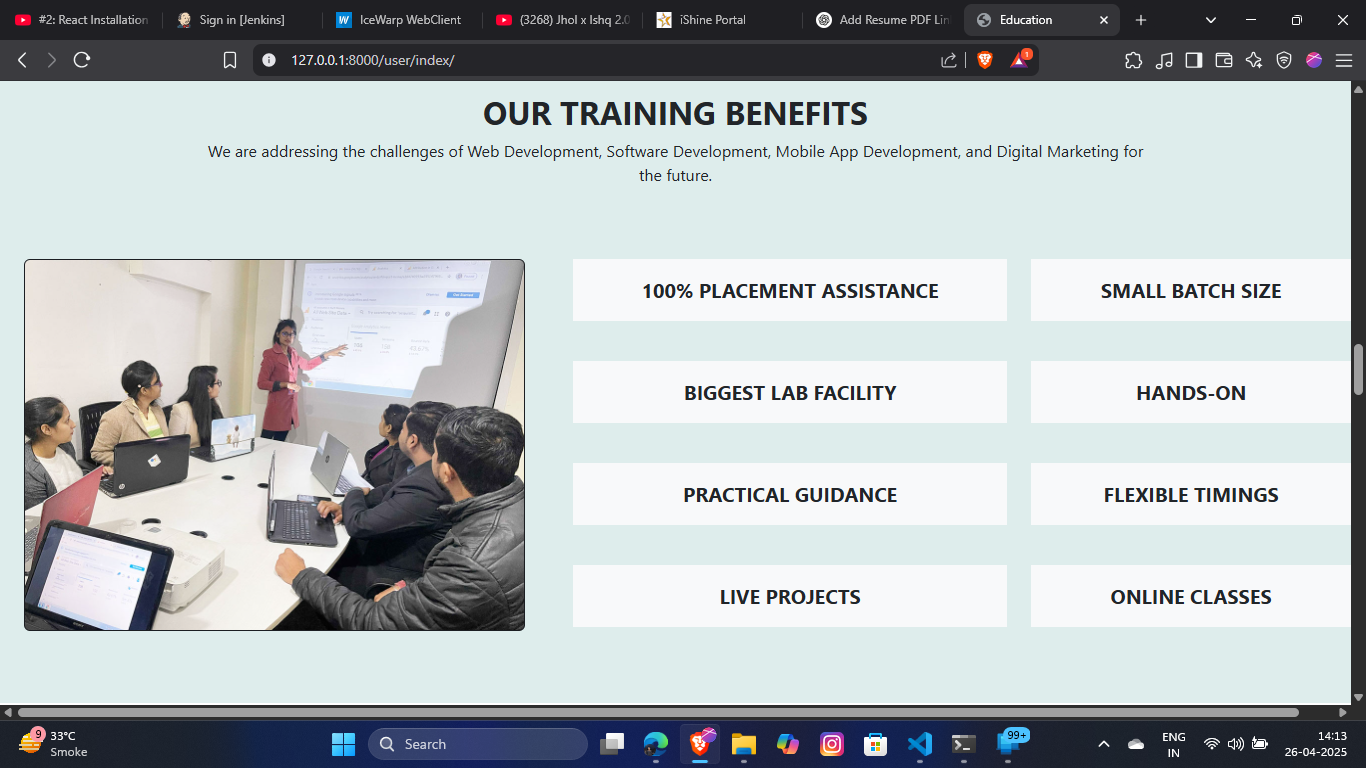 #2: React Installation
Sign in [Jenkins]
IceWarp WebClient
(3268) Jhol x Ishq 2.0
iShine Portal
Add Resume PDF Lin
Education
127.0.0.1:8000/user/index/
1
OUR TRAINING BENEFITS
We are addressing the challenges of Web Development, Software Development, Mobile App Development, and Digital Marketing for
the future.
100% PLACEMENT ASSISTANCE
SMALL BATCH SIZE
BIGGEST LAB FACILITY
HANDS-ON
PRACTICAL GUIDANCE
FLEXIBLE TIMINGS
LIVE PROJECTS
ONLINE CLASSES
9
33°C
Smoke
Search
99+
ENG
IN
14:13
26-04-2025